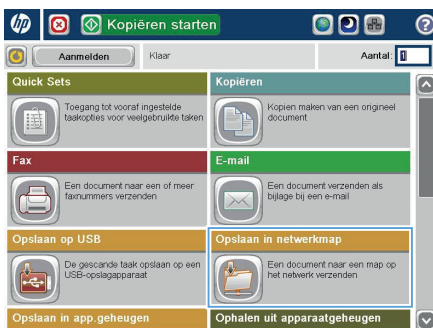 hp Kopiëren starten ?
Anmelden Klaar Aantal: 1
Quick Sets
Toegang tot vooraf ingestelde
taakopties voor veelgebruikte taken
Kopiëren
Kopien maken van een origineel
document
Fax
Een document naar een of meer
faxnummers verzenden
E-mail
Een document verzenden als
bijlage bij een e-mail
Opslaan op USB
De gescande taak opslaan op een
USB-opslagapparaat
Opslaan in netwerkmap
Een document naar een map op
het netwerk verzenden
Opslaan in app.geheugen
Ophalen uit apparaatgeheugen